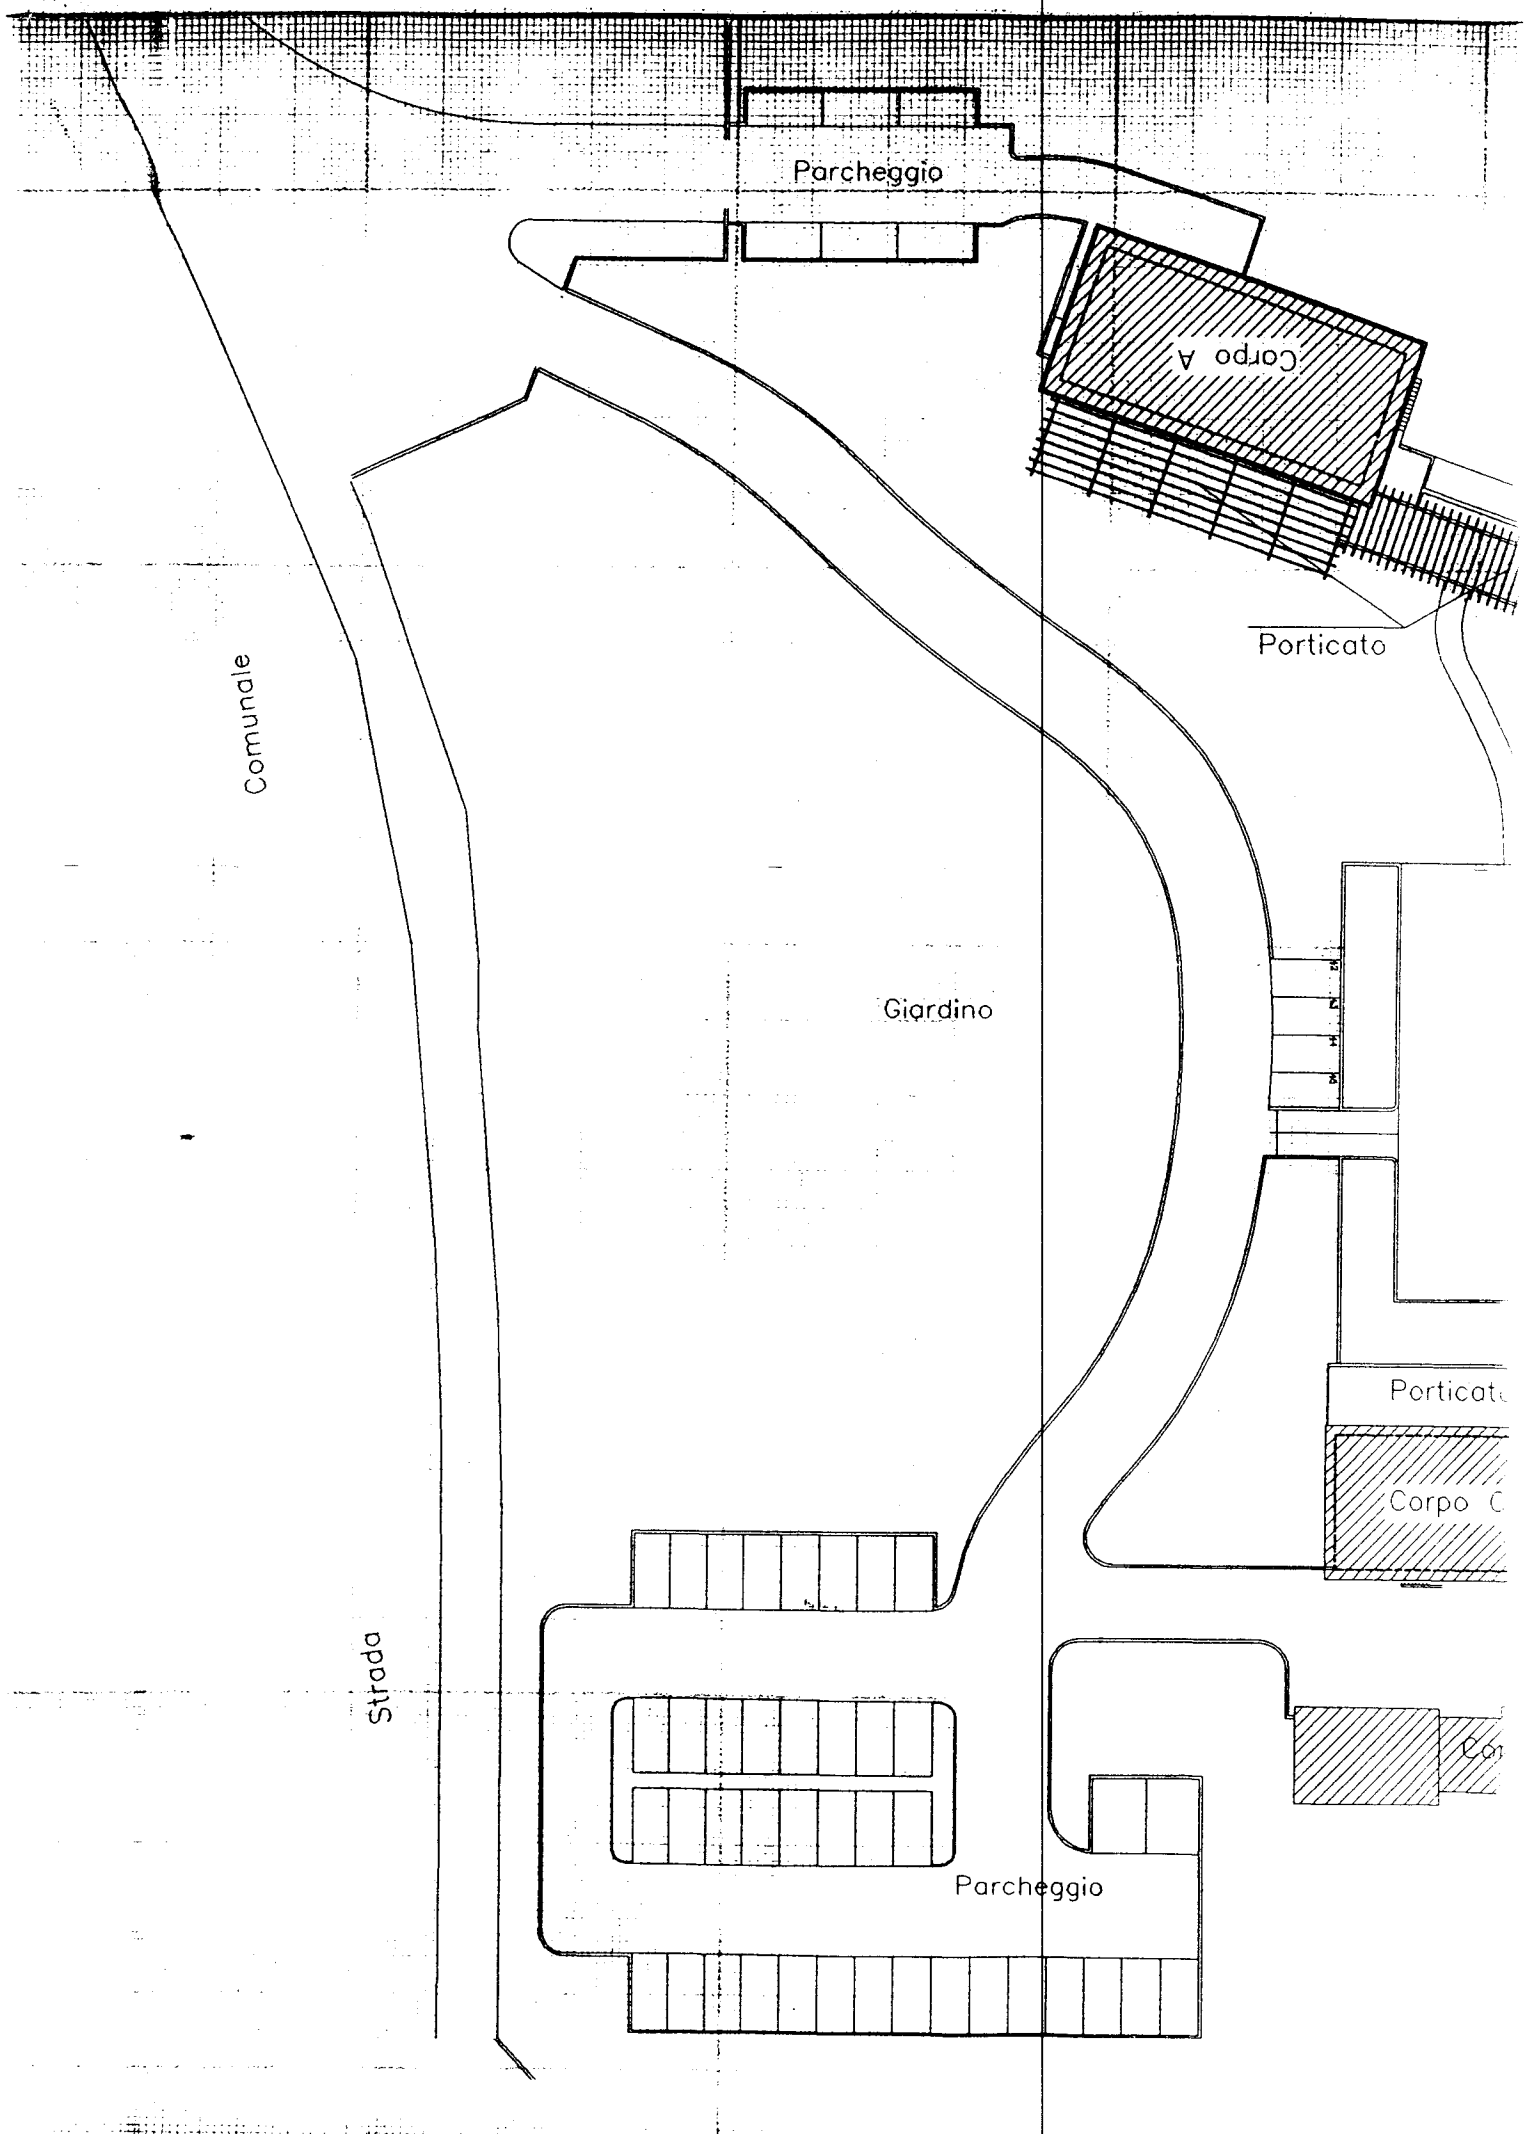 Parcheggio
Corpo A
Porticato
Comunale
Giardino
Porticato
Corpo C
Strada
Parcheggio